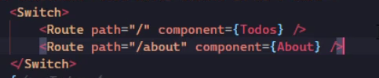 <Switch>
<Route path="/" component={Todos} />
<Route path="/about" component={About} />
</Switch>